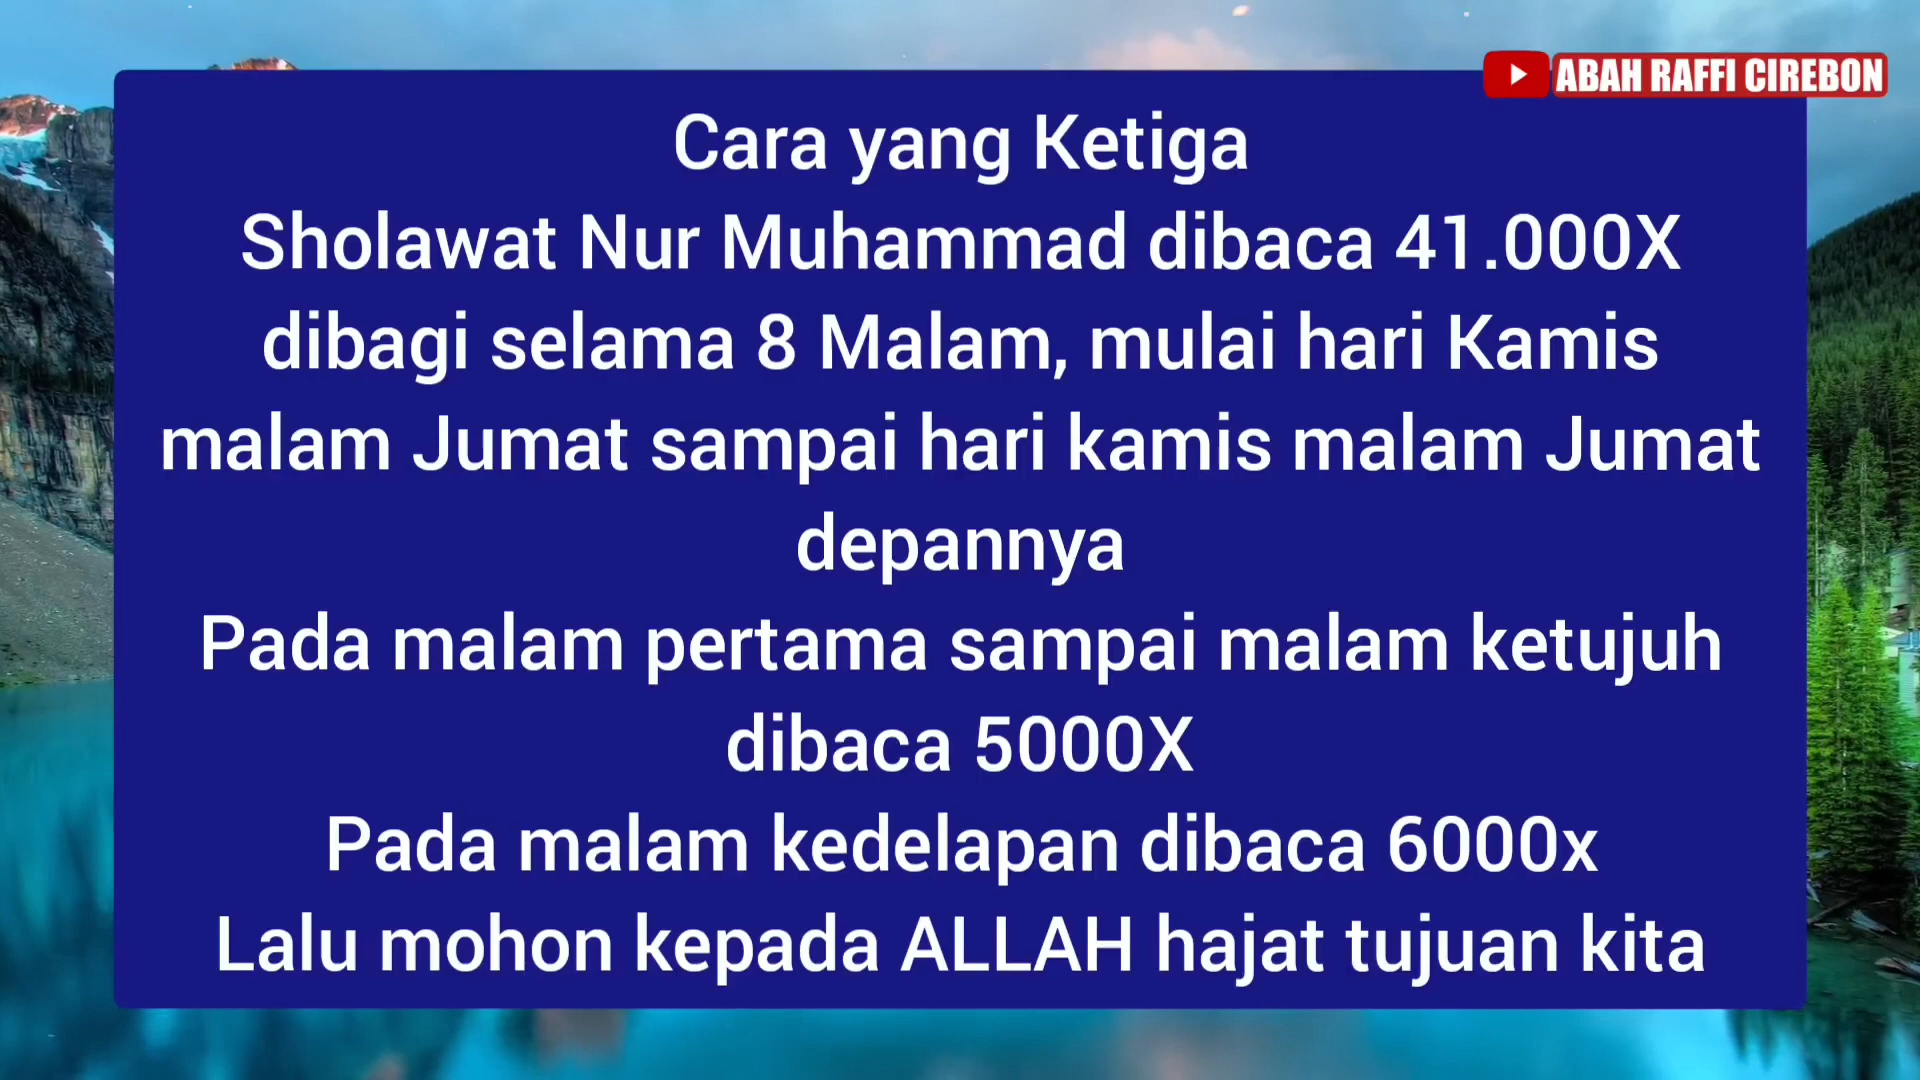 ABAH RAFFI CIREBON
Cara yang Ketiga
Sholawat Nur Muhammad dibaca 41.000X
dibagi selama 8 Malam, mulai hari Kamis
malam Jumat sampai hari kamis malam Jumat
depannya
Pada malam pertama sampai malam ketujuh
dibaca 5000X
Pada malam kedelapan dibaca 6000x
Lalu mohon kepada ALLAH hajat tujuan kita